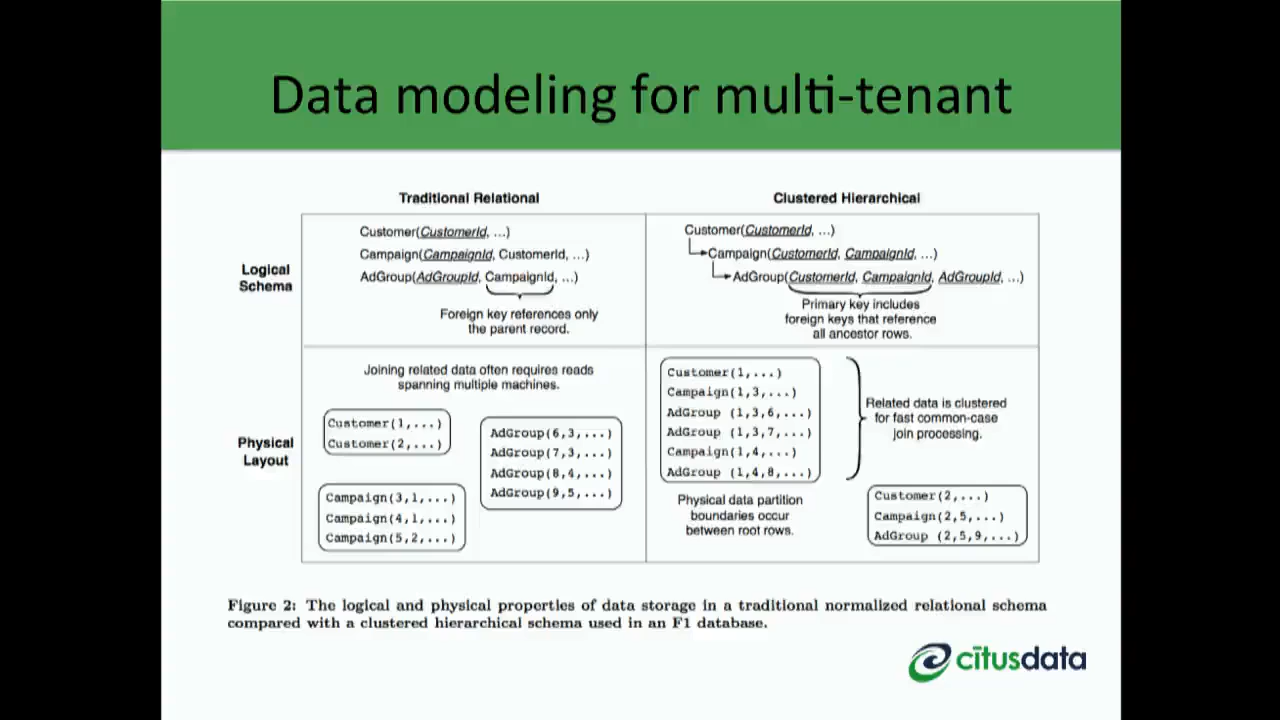 Data modeling for multi-tenant
Traditional Relational
Clustered Hierarchical
Logical
Schema
Customer(CustomerId, ...)
Campaign(CampaignId, CustomerId, ...)
AdGroup(AdGroupId, CampaignId, ...)
Foreign key references only
the parent record.
Customer(CustomerId, ...)
Campaign(CustomerId, CampaignId, ...)
AdGroup(CustomerId, CampaignId, AdGroupId, ...)
Primary key includes
foreign keys that reference
all ancestor rows.
Physical
Layout
Joining related data often requires reads
spanning multiple machines.
Customer(1,...)
Customer(2,...)
AdGroup(6,3,...)
AdGroup(7,3,...)
AdGroup(8,4,...)
AdGroup(9,5,...)
Campaign(3,1,...)
Campaign(4,1,...)
Campaign(5,2,...)
Customer(1,...)
Campaign(1,3,...)
AdGroup (1,3,6,...)
AdGroup (1,3,7,...)
Campaign(1,4,...)
AdGroup (1,4,8,...)
Related data is clustered
for fast common-case
join processing.
Physical data partition
boundaries occur
between root rows.
Customer(2,...)
Campaign(2,5,...)
AdGroup (2,5,9,...)
Figure 2: The logical and physical properties of data storage in a traditional normalized relational schema
compared with a clustered hierarchical schema used in an F1 database.
cītusdata